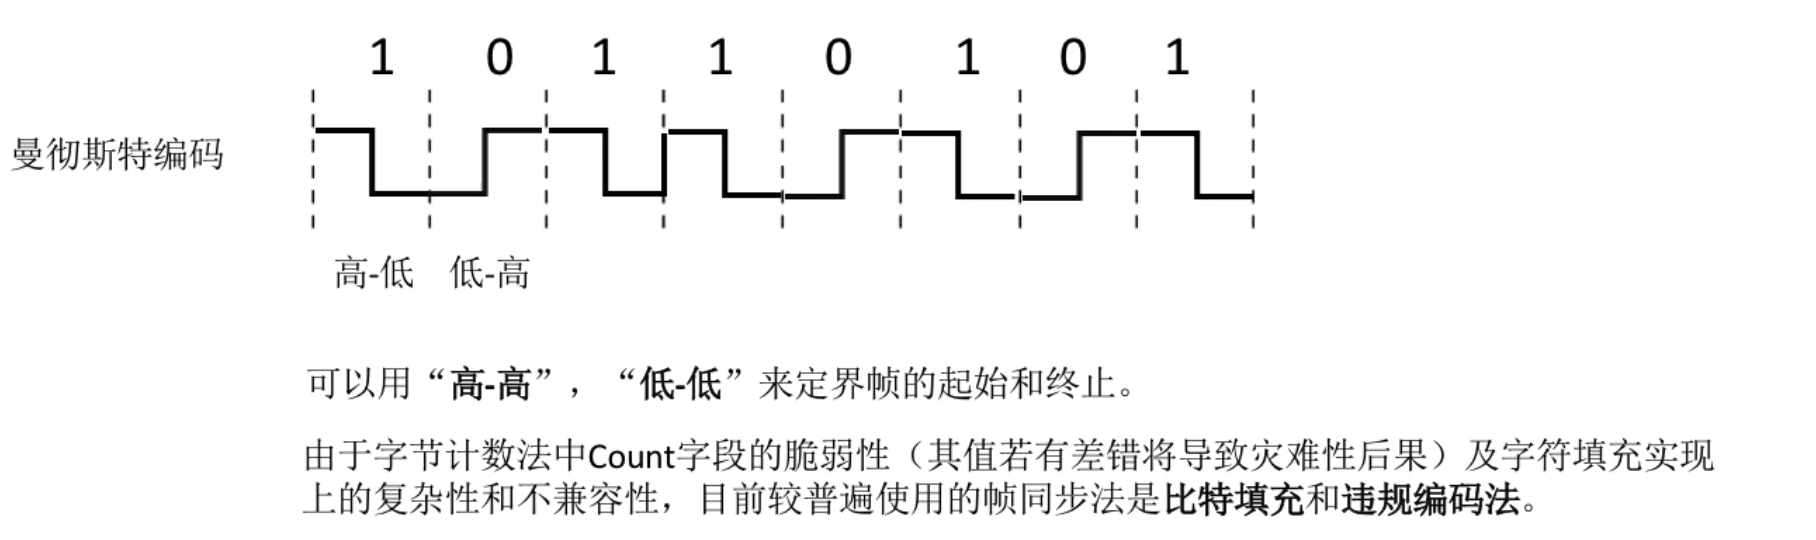 1 0 1 1 0 1 0 1
曼彻斯特编码
高-低 低-高
可以用“高-高”，“低-低”来定界帧的起始和终止。
由于字节计数法中Count字段的脆弱性（其值若有差错将导致灾难性后果）及字符填充实现
上的复杂性和不兼容性，目前较普遍使用的帧同步法是比特填充和违规编码法。